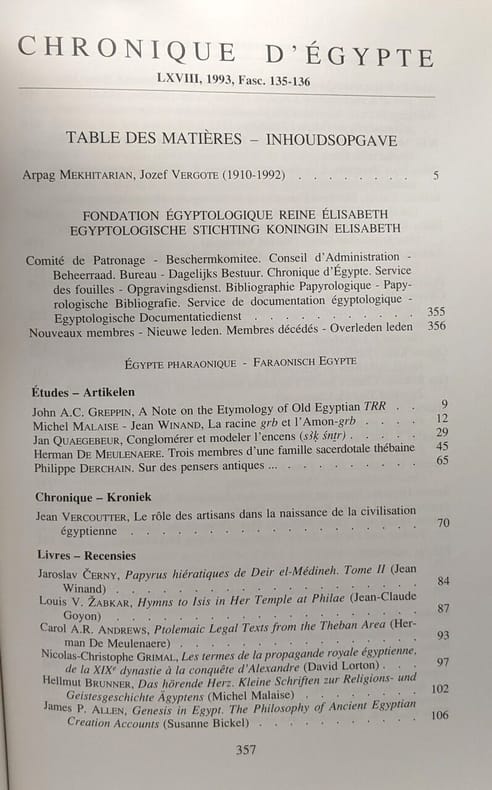 CHRONIQUE D'ÉGYPTE
LXVIII, 1993, Fasc. 135-136
TABLE DES MATIÈRES – INHOUDSOPGAVE
Arpag MEKHITARIAN, Jozef VERGOTE (1910-1992) . . . . . . . . 5
FONDATION ÉGYPTOLOGIQUE REINE ÉLISABETH
EGYPTOLOGISCHE STICHTING KONINGIN ELISABETH
Comité de Patronage - Beschermkomitee. Conseil d'Administration -
Beheerraad. Bureau - Dagelijks Bestuur. Chronique d'Égypte. Service
des fouilles - Opgravingsdienst. Bibliographie Papyrologique - Papy-
rologische Bibliografie. Service de documentation égyptologique -
Egyptologische Documentatiedienst . . . . . . . . . . 355
Nouveaux membres - Nieuwe leden. Membres décédés - Overleden leden 356
ÉGYPTE PHARAONIQUE - FARAONISCH EGYPTE
Études – Artikelen
John A.C. GREPPIN, A Note on the Etymology of Old Egyptian TRR . . 9
Michel MALAISE - Jean WINAND, La racine grb et l'Amon-grb . . . . 12
Jan QUAEGEBEUR, Conglomérer et modeler l'encens (sꜣḳ śnṯr) . . . . . 29
Herman DE MEULENAERE. Trois membres d'une famille sacerdotale thébaine 45
Philippe DERCHAIN. Sur des pensers antiques ... . . . . . . . . . 65
Chronique – Kroniek
Jean VERCOUTTER, Le rôle des artisans dans la naissance de la civilisation
égyptienne . . . . . . . . . . . . . . . . . 70
Livres – Recensies
Jaroslav ČERNY, Papyrus hiératiques de Deir el-Médineh. Tome II (Jean
Winand) . . . . . . . . . . . . . . . . . . 84
Louis V. ŽABKAR, Hymns to Isis in Her Temple at Philae (Jean-Claude
Goyon) . . . . . . . . . . . . . . . . . . 87
Carol A.R. ANDREWS, Ptolemaic Legal Texts from the Theban Area (Her-
man De Meulenaere) . . . . . . . . . . . . . . 93
Nicolas-Christophe GRIMAL, Les termes de la propagande royale égyptienne,
de la XIXe dynastie à la conquête d'Alexandre (David Lorton) . . . 97
Hellmut BRUNNER, Das hörende Herz. Kleine Schriften zur Religions- und
Geistesgeschichte Ägyptens (Michel Malaise) . . . . . . . . 102
James P. ALLEN, Genesis in Egypt. The Philosophy of Ancient Egyptian
Creation Accounts (Susanne Bickel) . . . . . . . . . . 106
357